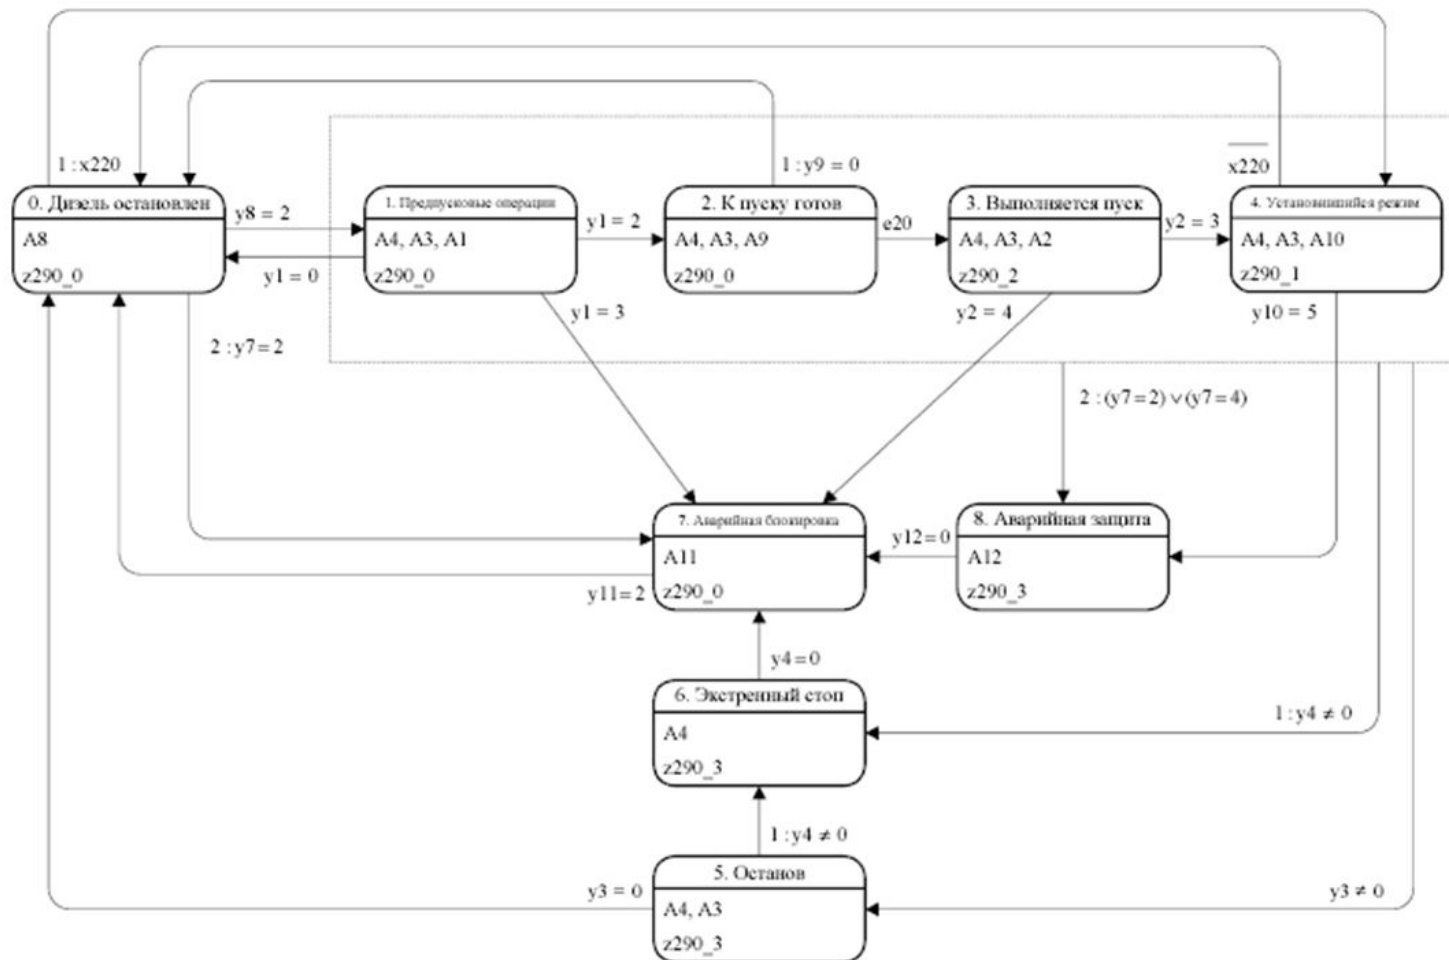 1 : x220
1 : y9 = 0
x220
0. Дизель остановлен
A8
z290_0
y8 = 2
y1 = 0
1. Предпусковые операции
A4, A3, A1
z290_0
y1 = 2
2. К пуску готов
A4, A3, A9
z290_0
e20
3. Выполняется пуск
A4, A3, A2
z290_2
y2 = 3
4. Установившийся режим
A4, A3, A10
z290_1
y1 = 3
y2 = 4
y10 = 5
2 : y7 = 2
2 : (y7 = 2) ∨ (y7 = 4)
7. Аварийная блокировка
A11
z290_0
y12 = 0
8. Аварийная защита
A12
z290_3
y11 = 2
y4 = 0
6. Экстренный стоп
A4
z290_3
1 : y4 ≠ 0
1 : y4 ≠ 0
5. Останов
A4, A3
z290_3
y3 = 0
y3 ≠ 0